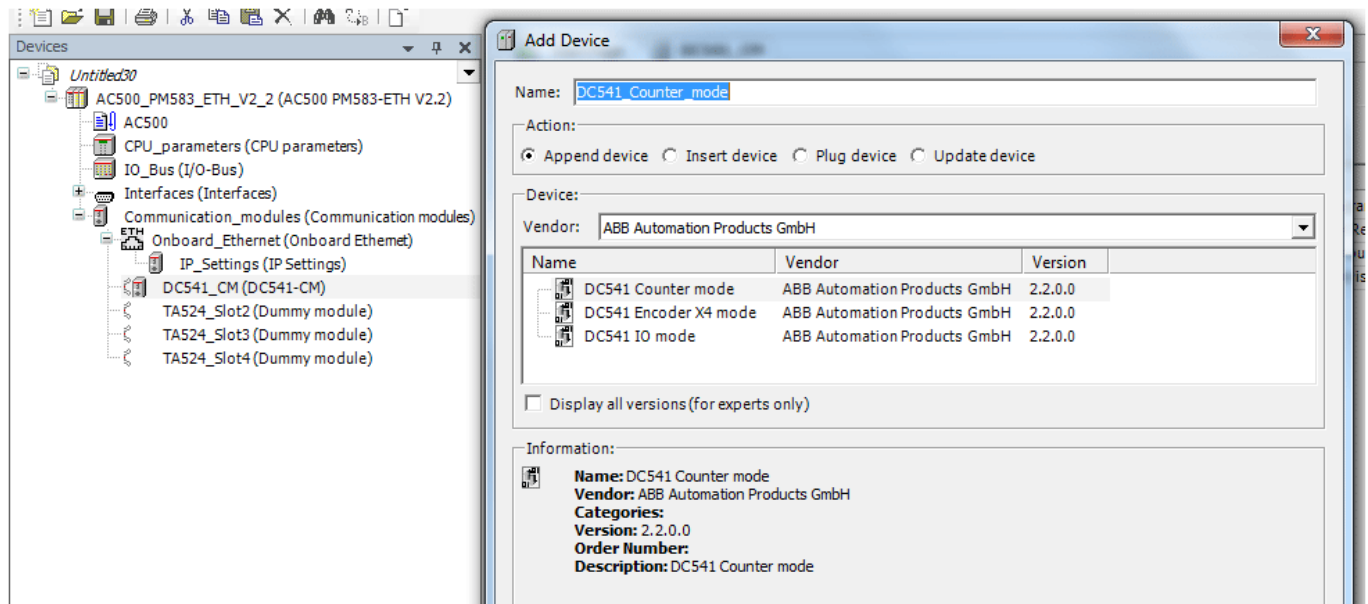 Devices
Untitled30
AC500_PM583_ETH_V2_2 (AC500 PM583-ETH V2.2)
AC500
CPU_parameters (CPU parameters)
IO_Bus (I/O-Bus)
Interfaces (Interfaces)
Communication_modules (Communication modules)
ETH
Onboard_Ethernet (Onboard Ethernet)
IP_Settings (IP Settings)
DC541_CM (DC541-CM)
TA524_Slot2 (Dummy module)
TA524_Slot3 (Dummy module)
TA524_Slot4 (Dummy module)
Add Device
Name: DC541_Counter_mode
Action:
Append device Insert device Plug device Update device
Device:
Vendor: ABB Automation Products GmbH
Name Vendor Version
DC541 Counter mode ABB Automation Products GmbH 2.2.0.0
DC541 Encoder X4 mode ABB Automation Products GmbH 2.2.0.0
DC541 IO mode ABB Automation Products GmbH 2.2.0.0
Display all versions (for experts only)
Information:
Name: DC541 Counter mode
Vendor: ABB Automation Products GmbH
Categories:
Version: 2.2.0.0
Order Number:
Description: DC541 Counter mode